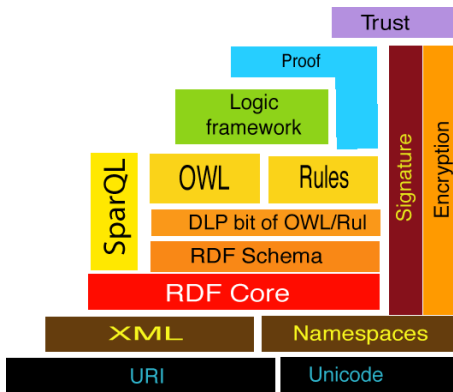 Trust
Proof
Logic
framework
Signature
Encryption
SparQL
OWL
Rules
DLP bit of OWL/Rul
RDF Schema
RDF Core
XML
Namespaces
URI
Unicode